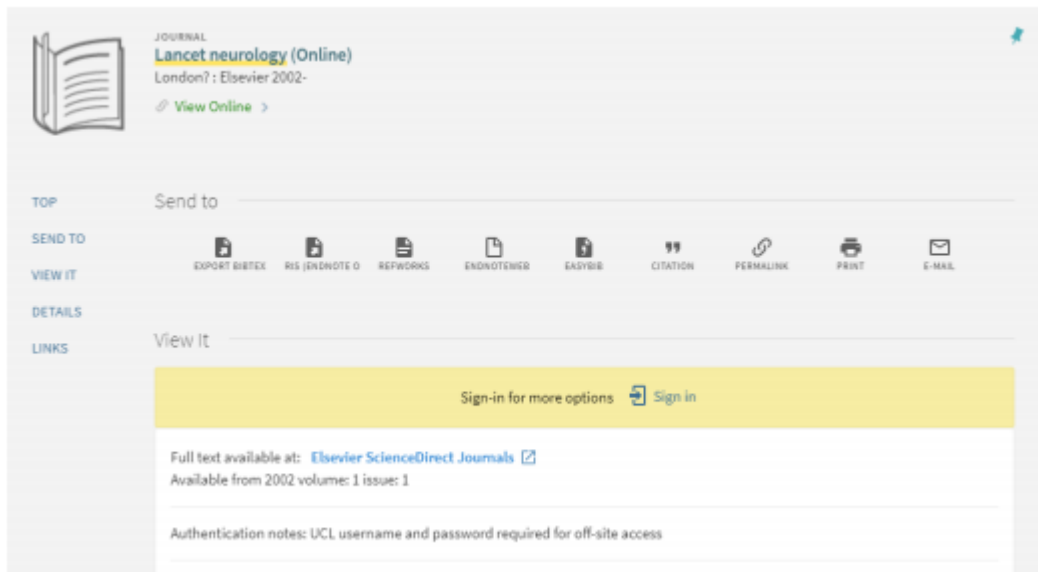 JOURNAL
Lancet neurology (Online)
London? : Elsevier 2002-
View Online >
TOP
SEND TO
VIEW IT
DETAILS
LINKS
Send to
EXPORT BIBTEX
RIS (ENDNOTE O
REFWORKS
ENDNOTEWEB
EASYBIB
CITATION
PERMALINK
PRINT
E-MAIL
View It
Sign-in for more options Sign in
Full text available at: Elsevier ScienceDirect Journals
Available from 2002 volume: 1 issue: 1
Authentication notes: UCL username and password required for off-site access